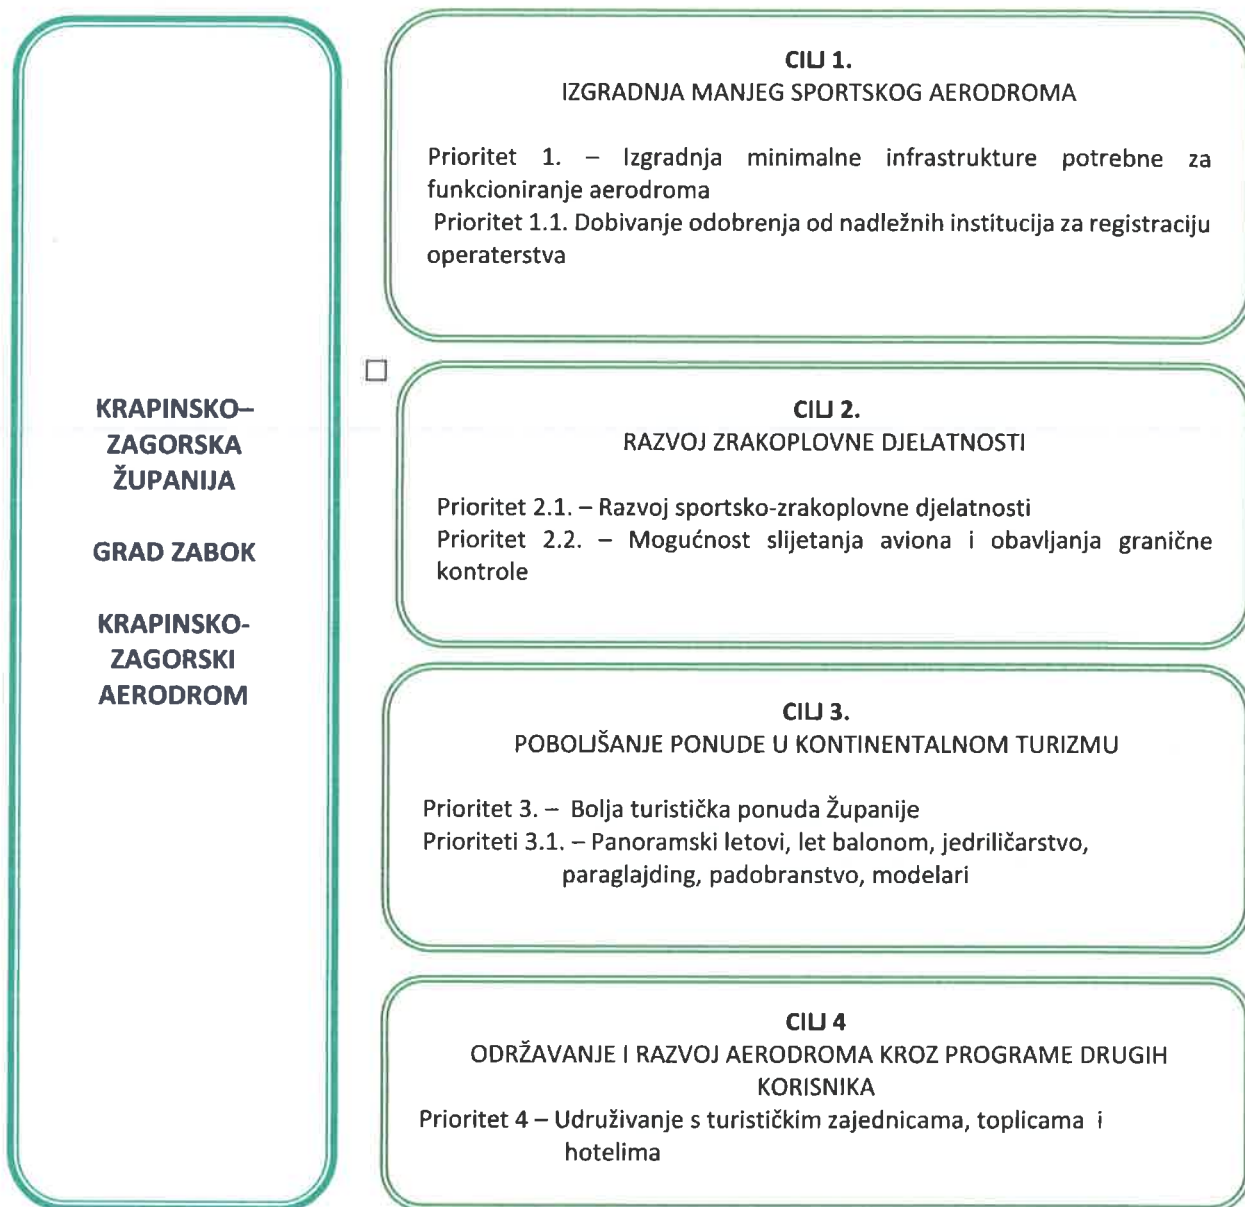 KRAPINSKO–
ZAGORSKA
ŽUPANIJA
GRAD ZABOK
KRAPINSKO-
ZAGORSKI
AERODROM
CILJ 1.
IZGRADNJA MANJEG SPORTSKOG AERODROMA
Prioritet 1. – Izgradnja minimalne infrastrukture potrebne za
funkcioniranje aerodroma
Prioritet 1.1. Dobivanje odobrenja od nadležnih institucija za registraciju
operaterstva
CILJ 2.
RAZVOJ ZRAKOPLOVNE DJELATNOSTI
Prioritet 2.1. – Razvoj sportsko-zrakoplovne djelatnosti
Prioritet 2.2. – Mogućnost slijetanja aviona i obavljanja granične
kontrole
CILJ 3.
POBOLJŠANJE PONUDE U KONTINENTALNOM TURIZMU
Prioritet 3. – Bolja turistička ponuda Županije
Prioriteti 3.1. – Panoramski letovi, let balonom, jedriličarstvo,
paraglajding, padobranstvo, modelari
CILJ 4
ODRŽAVANJE I RAZVOJ AERODROMA KROZ PROGRAME DRUGIH
KORISNIKA
Prioritet 4 – Udruživanje s turističkim zajednicama, toplicama i
hotelima